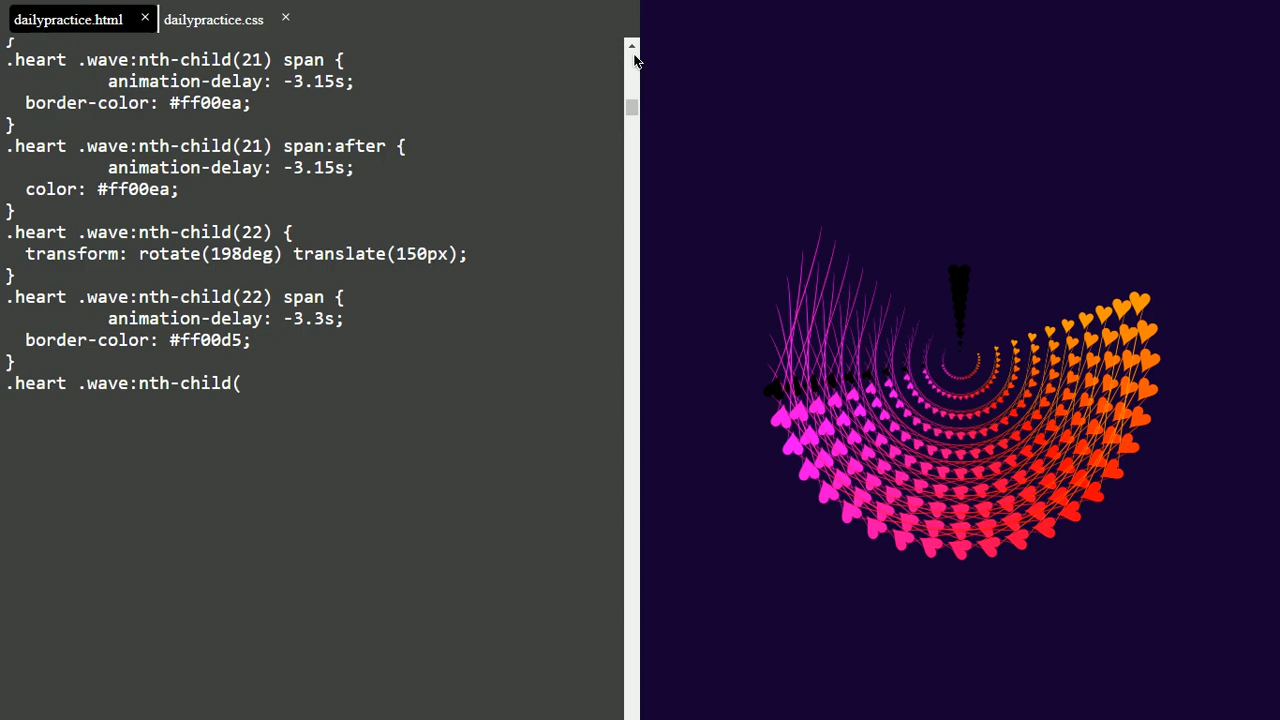 dailypractice.html × dailypractice.css ×
}
.heart .wave:nth-child(21) span {
animation-delay: -3.15s;
border-color: #ff00ea;
}
.heart .wave:nth-child(21) span:after {
animation-delay: -3.15s;
color: #ff00ea;
}
.heart .wave:nth-child(22) {
transform: rotate(198deg) translate(150px);
}
.heart .wave:nth-child(22) span {
animation-delay: -3.3s;
border-color: #ff00d5;
}
.heart .wave:nth-child(